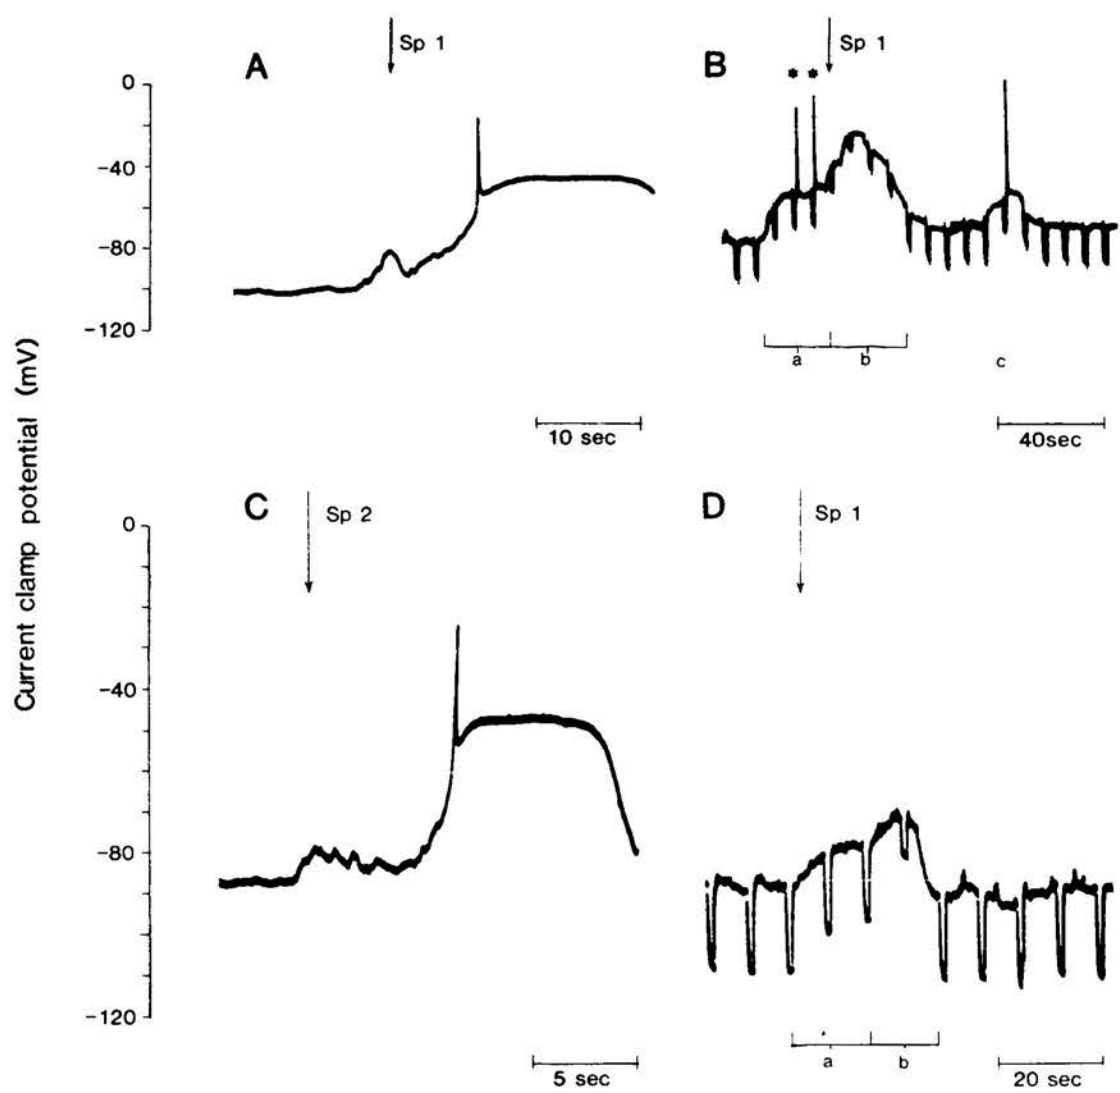 A
Sp 1
B
* *
Sp 1
0
-40
-80
-120
a
b
c
10 sec
40sec
Current clamp potential (mV)
C
Sp 2
D
Sp 1
0
-40
-80
-120
a
b
5 sec
20 sec